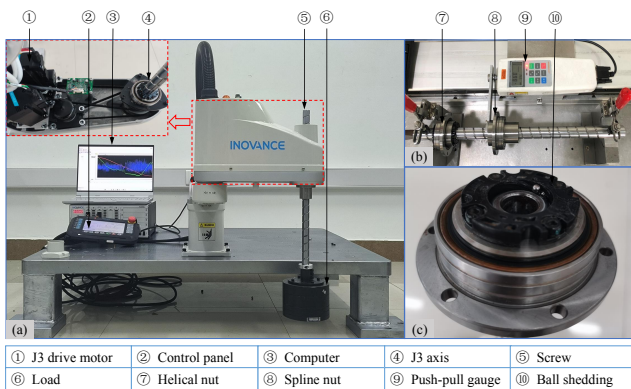 ① ② ③ ④ ⑤ ⑥ ⑦ ⑧ ⑨ ⑩
INOVANCE
(a)
(b)
(c)
① J3 drive motor ② Control panel ③ Computer ④ J3 axis ⑤ Screw
⑥ Load ⑦ Helical nut ⑧ Spline nut ⑨ Push-pull gauge ⑩ Ball shedding